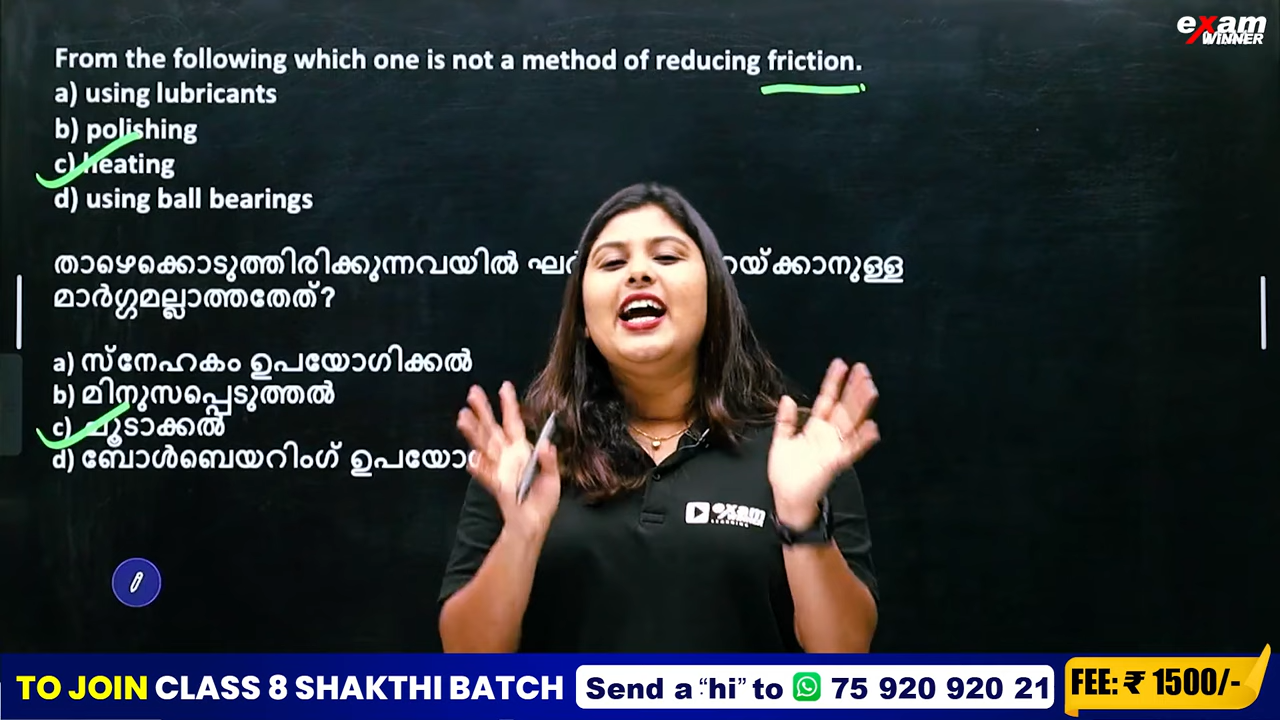 exam
WINNER
From the following which one is not a method of reducing friction.
a) using lubricants
b) polishing
c) heating
d) using ball bearings
താഴെക്കൊടുത്തിരിക്കുന്നവയിൽ
മാർഗ്ഗമല്ലാത്തതേത്?
a) സ്നേഹകം ഉപയോഗിക്കൽ
b) മിനുസപ്പെടുത്തൽ
c) ചൂടാക്കൽ
d) ബോൾബെയറിംഗ്
exam
LEARNING
TO JOIN CLASS 8 SHAKTHI BATCH
Send a “hi” to 75 920 920 21
FEE: ₹ 1500/-